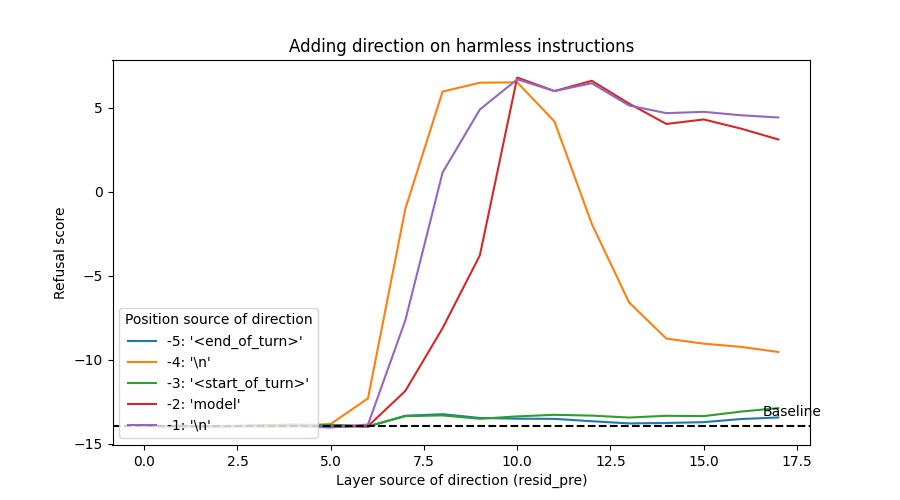 Adding direction on harmless instructions
Refusal score
5
0
−5
−10
−15
Position source of direction
-5: '<end_of_turn>'
-4: '\n'
-3: '<start_of_turn>'
-2: 'model'
-1: '\n'
Baseline
0.0 2.5 5.0 7.5 10.0 12.5 15.0 17.5
Layer source of direction (resid_pre)